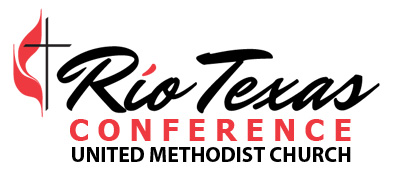 Río Texas
CONFERENCE
UNITED METHODIST CHURCH